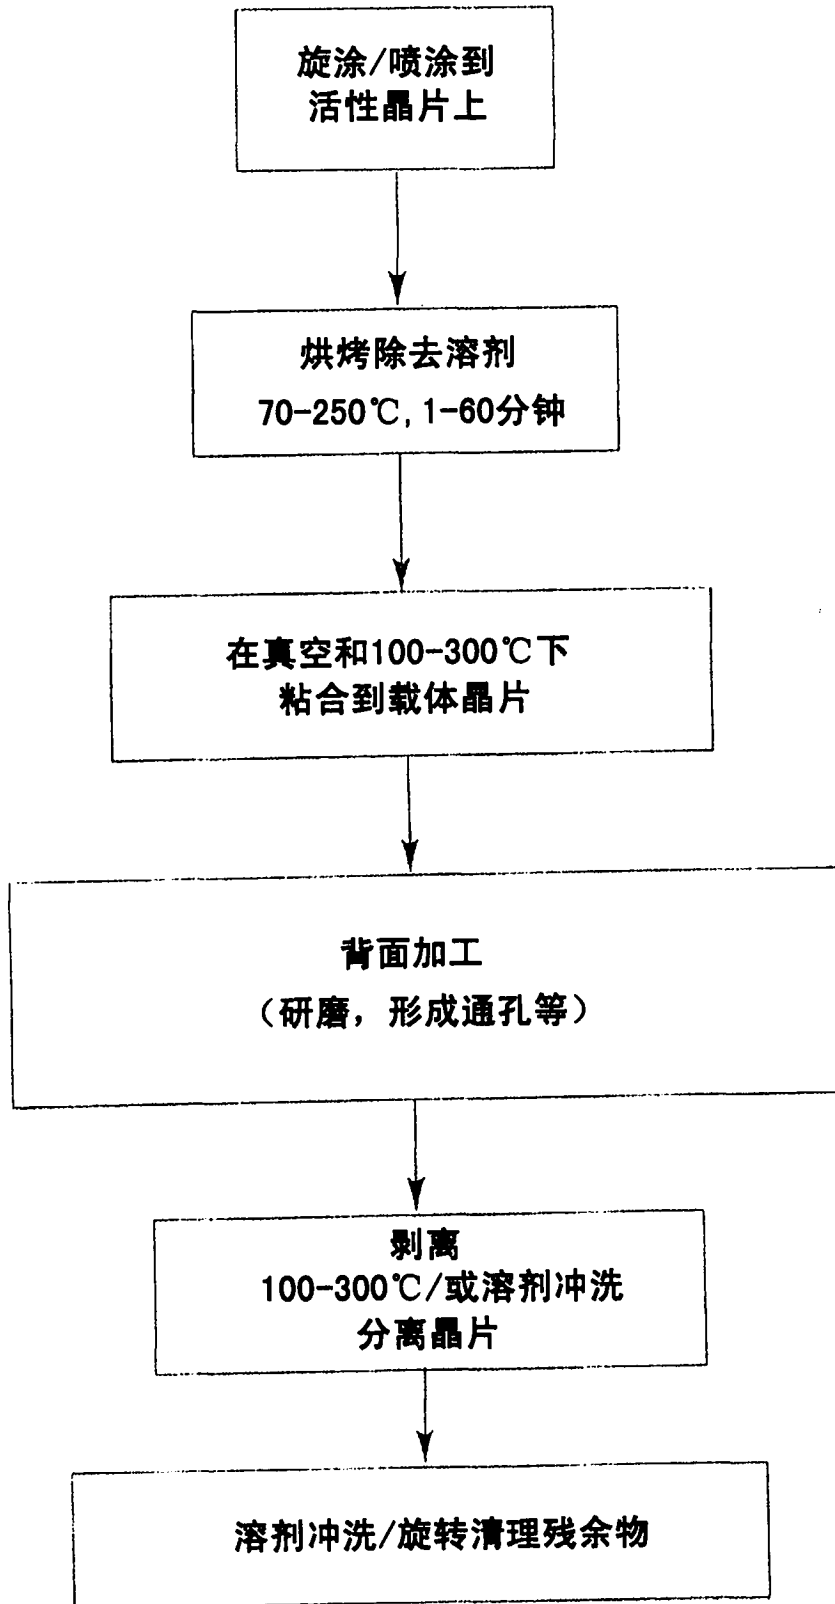 旋涂/喷涂到
活性晶片上
烘烤除去溶剂
70-250℃, 1-60分钟
在真空和100-300℃下
粘合到载体晶片
背面加工
（研磨，形成通孔等）
剥离
100-300℃/或溶剂冲洗
分离晶片
溶剂冲洗/旋转清理残余物